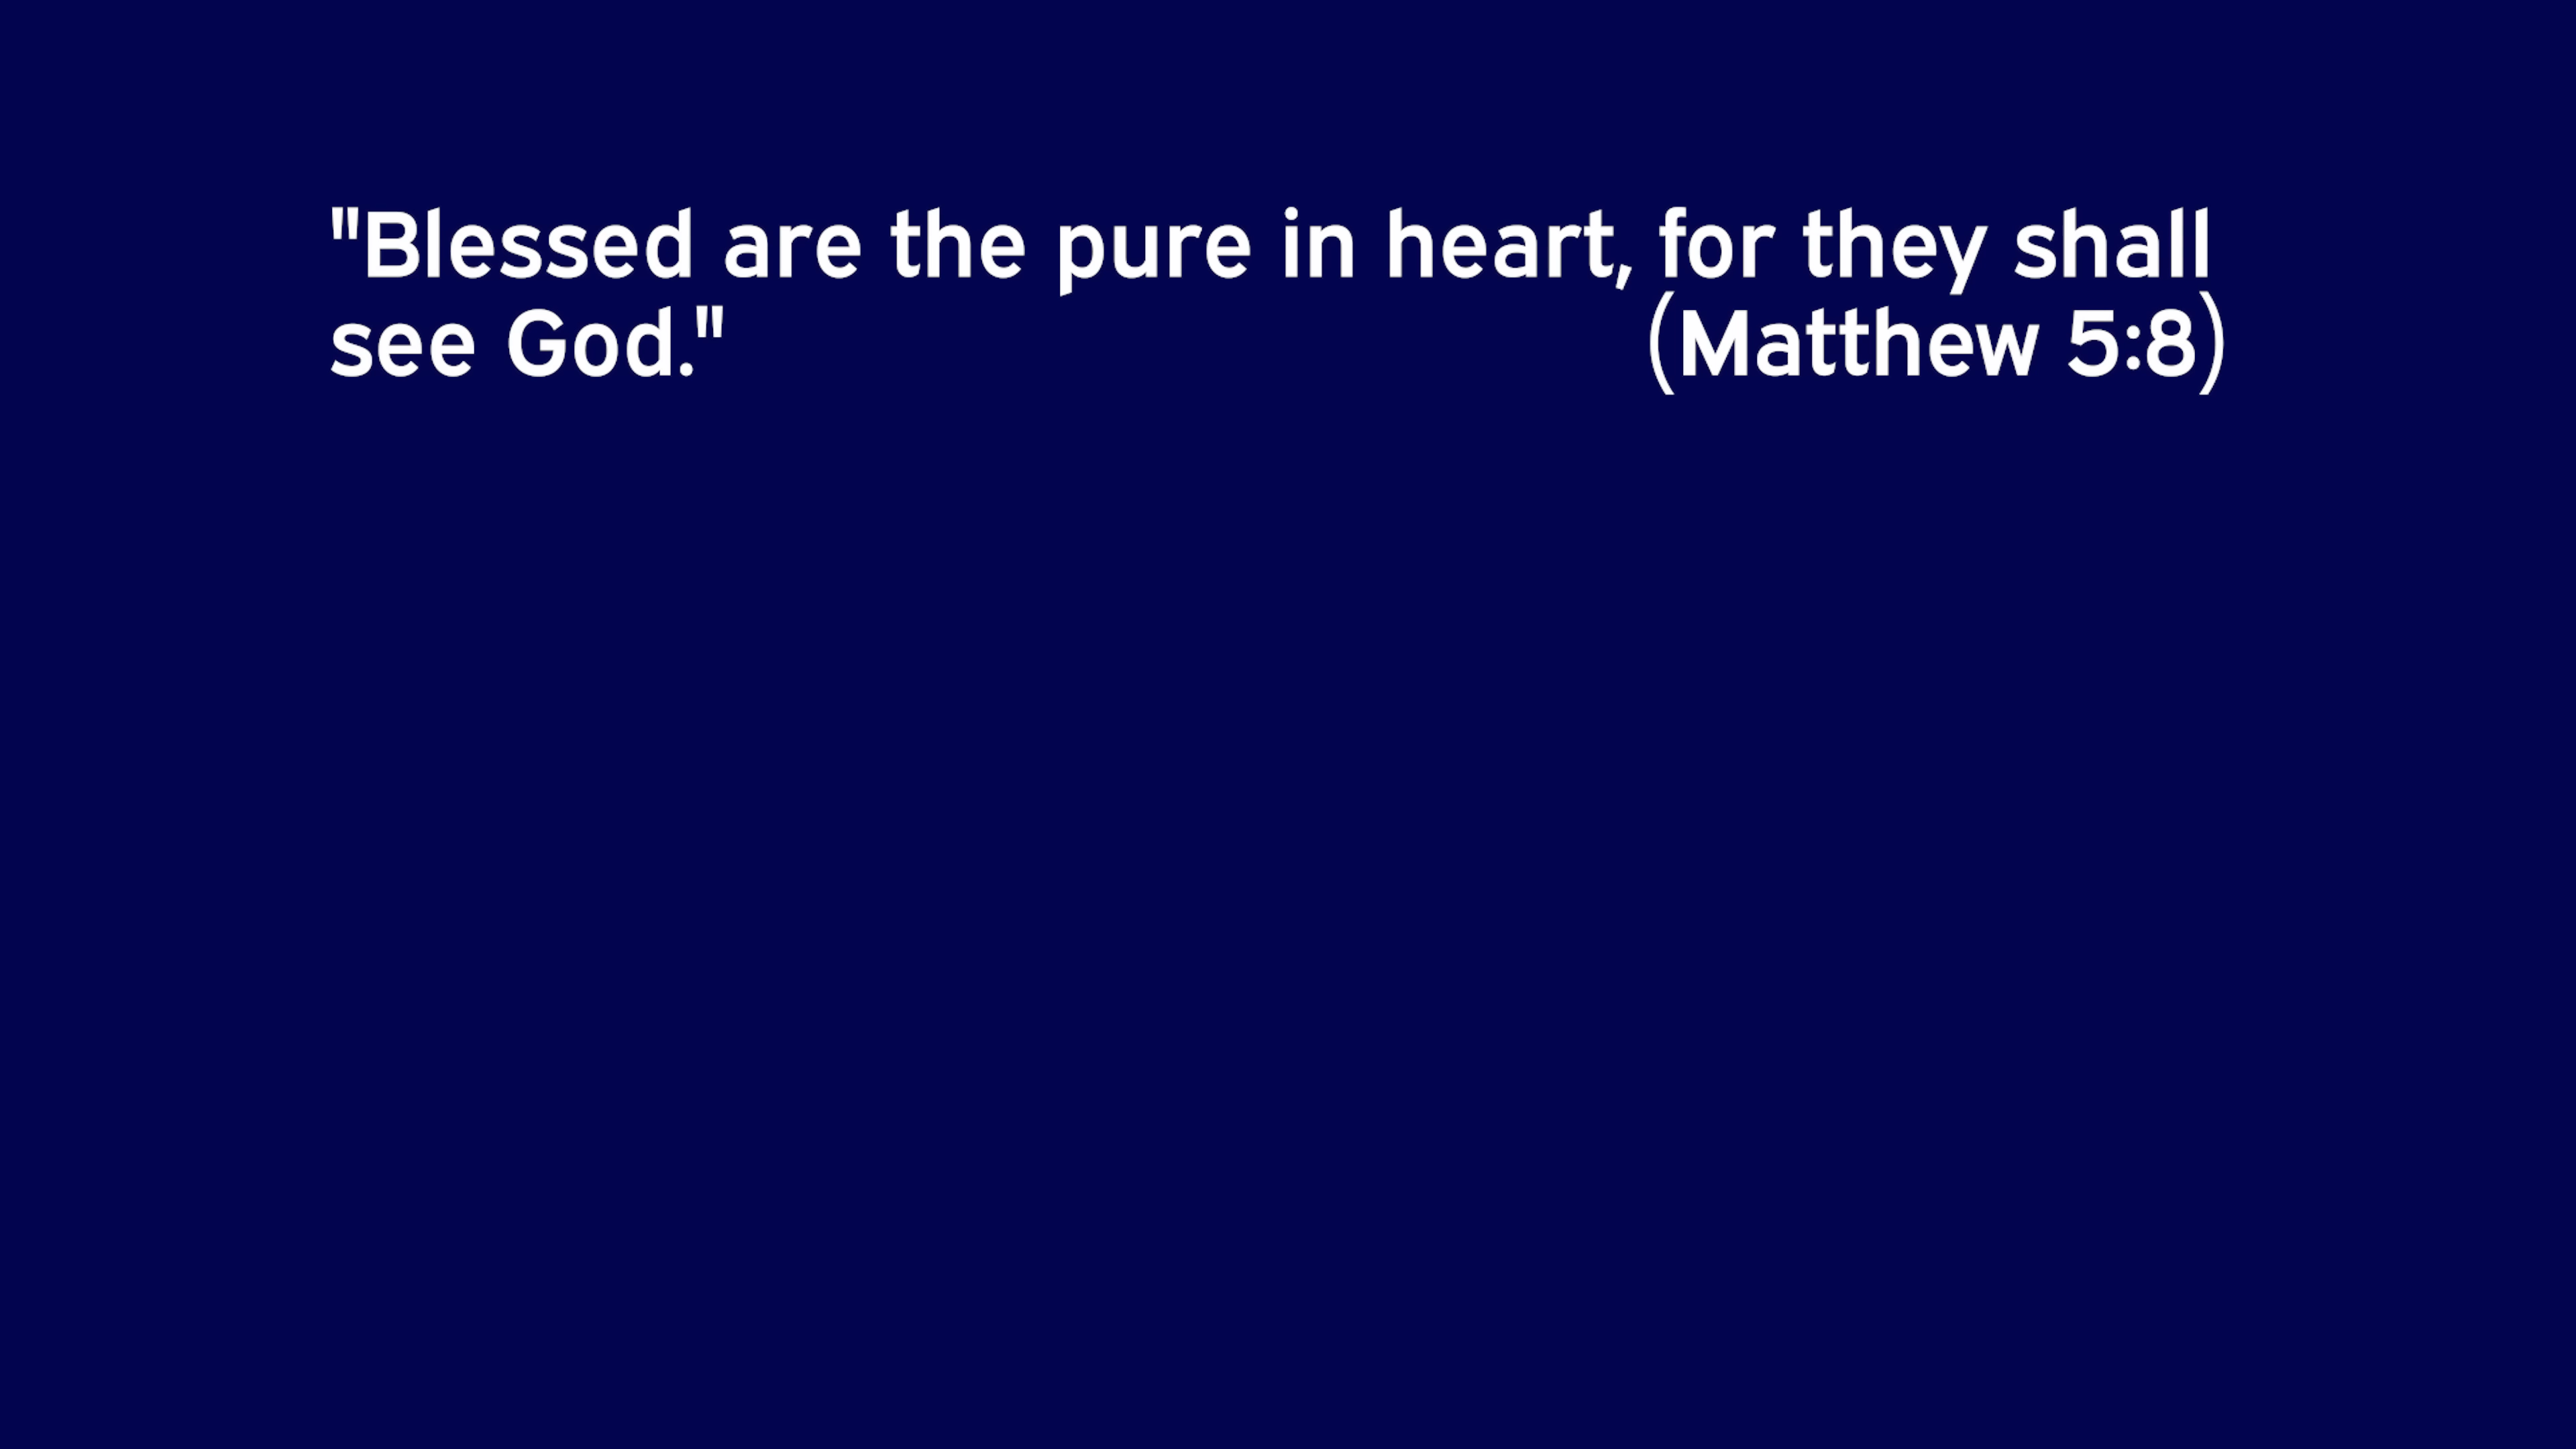 "Blessed are the pure in heart, for they shall
see God." (Matthew 5:8)